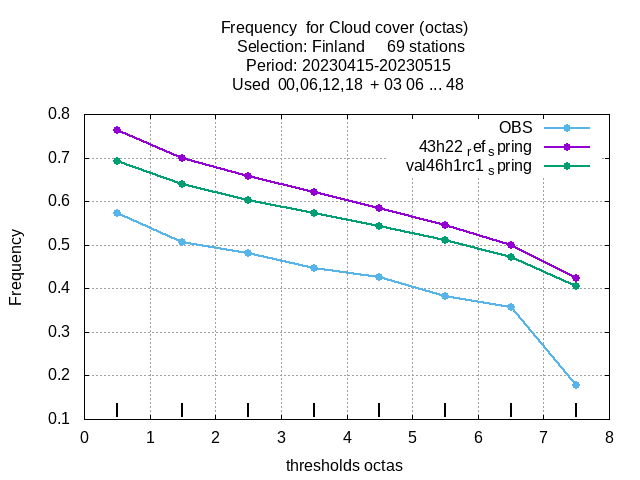 Frequency  for Cloud cover (octas)
Selection: Finland     69 stations
Period: 20230415-20230515
Used  00,06,12,18  + 03 06 ... 48
0.8
0.7
0.6
0.5
0.4
0.3
0.2
0.1
Frequency
OBS
43h22 ref spring
val46h1rc1 spring
0 1 2 3 4 5 6 7 8
thresholds octas